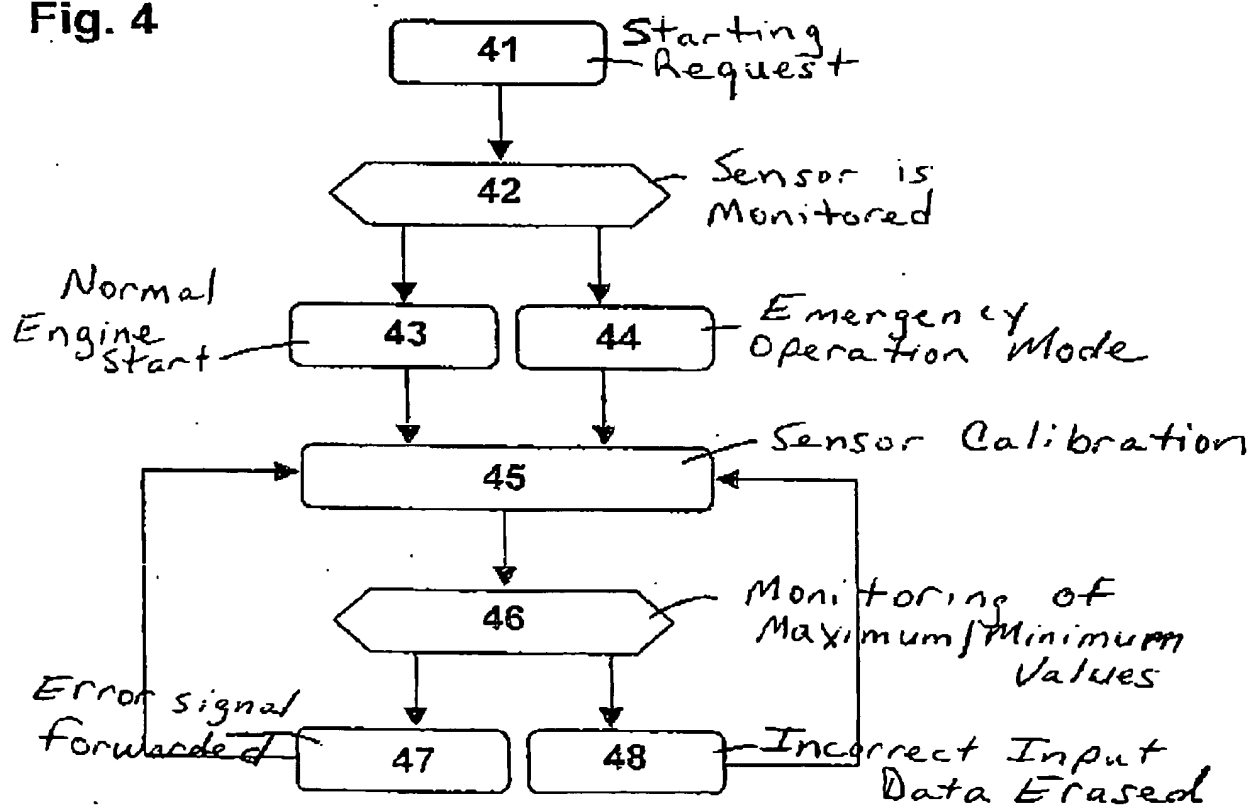 Fig. 4
41
Starting
Request
42
Sensor is
Monitored
Normal
Engine
Start
43
44
Emergency
Operation Mode
45
Sensor Calibration
46
Monitoring of
Maximum/Minimum
Values
Error signal
forwarded
47
48
Incorrect Input
Data Erased